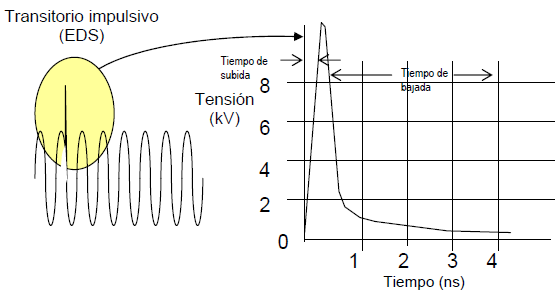 Transitorio impulsivo
(EDS)
Tiempo de
subida
Tiempo de
bajada
Tensión
(kV)
8
6
4
2
0
1 2 3 4
Tiempo (ns)